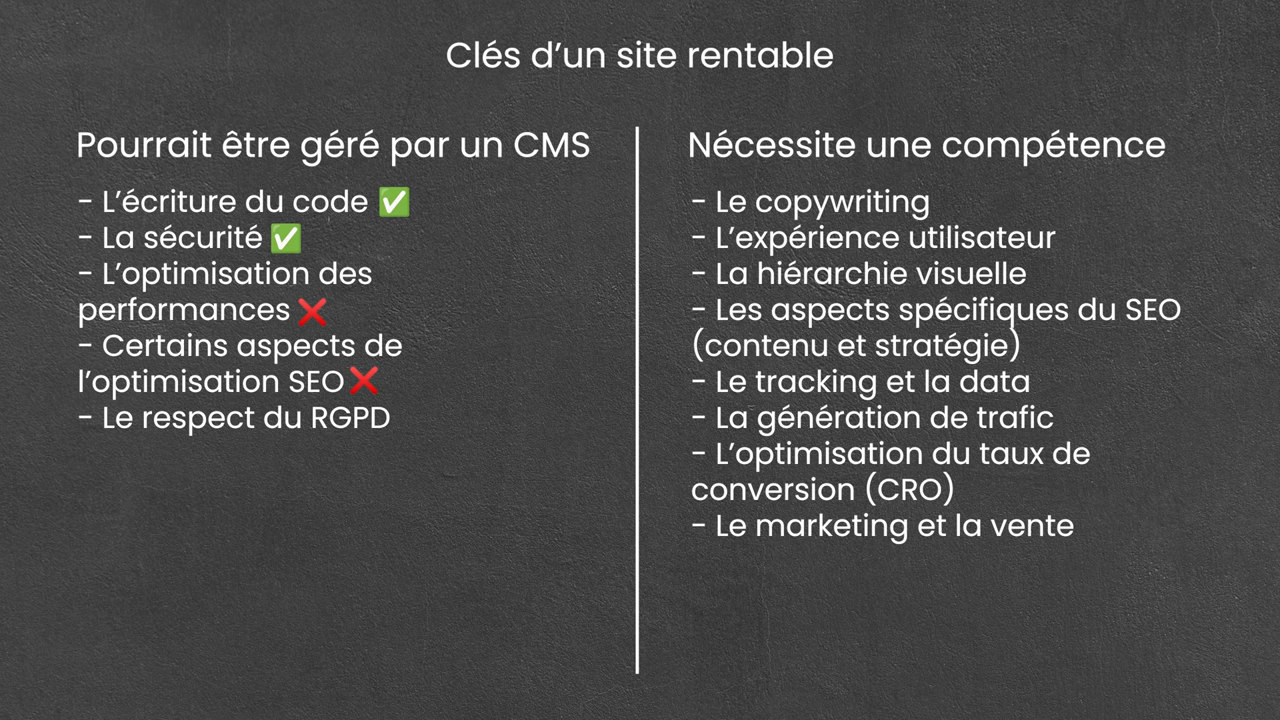 Clés d’un site rentable
Pourrait être géré par un CMS
- L’écriture du code ✅
- La sécurité ✅
- L’optimisation des
performances ❌
- Certains aspects de
l’optimisation SEO❌
- Le respect du RGPD
Nécessite une compétence
- Le copywriting
- L’expérience utilisateur
- La hiérarchie visuelle
- Les aspects spécifiques du SEO
(contenu et stratégie)
- Le tracking et la data
- La génération de trafic
- L’optimisation du taux de
conversion (CRO)
- Le marketing et la vente